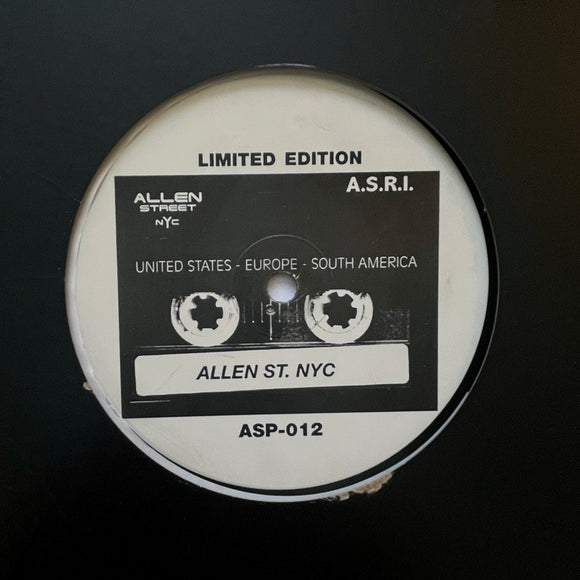 LIMITED EDITION
A.S.R.I.
ALLEN
STREET
NYC
UNITED STATES - EUROPE - SOUTH AMERICA
ALLEN ST. NYC
ASP-012